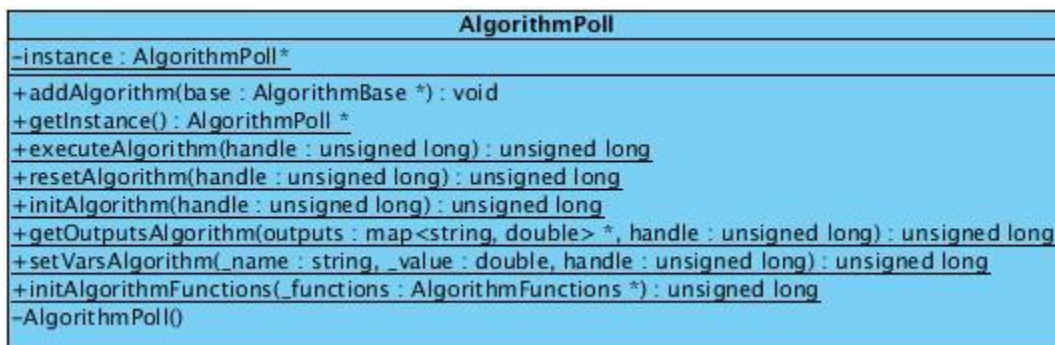 AlgorithmPoll
-instance : AlgorithmPoll*
+addAlgorithm(base : AlgorithmBase *) : void
+getInstance() : AlgorithmPoll *
+executeAlgorithm(handle : unsigned long) : unsigned long
+resetAlgorithm(handle : unsigned long) : unsigned long
+initAlgorithm(handle : unsigned long) : unsigned long
+getOutputsAlgorithm(outputs : map<string, double> *, handle : unsigned long) : unsigned long
+setVarsAlgorithm(_name : string, _value : double, handle : unsigned long) : unsigned long
+initAlgorithmFunctions(_functions : AlgorithmFunctions *) : unsigned long
-AlgorithmPoll()